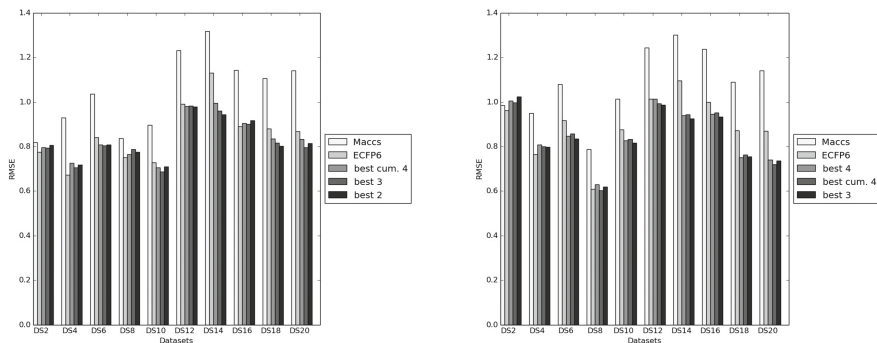 1.4
1.2
1.0
0.8
0.6
0.4
0.2
0.0
RMSE
DS2 DS4 DS6 DS8 DS10 DS12 DS14 DS16 DS18 DS20
Datasets
Maccs
ECFP6
best cum. 4
best 3
best 2
1.4
1.2
1.0
0.8
0.6
0.4
0.2
0.0
RMSE
DS2 DS4 DS6 DS8 DS10 DS12 DS14 DS16 DS18 DS20
Datasets
Maccs
ECFP6
best 4
best cum. 4
best 3